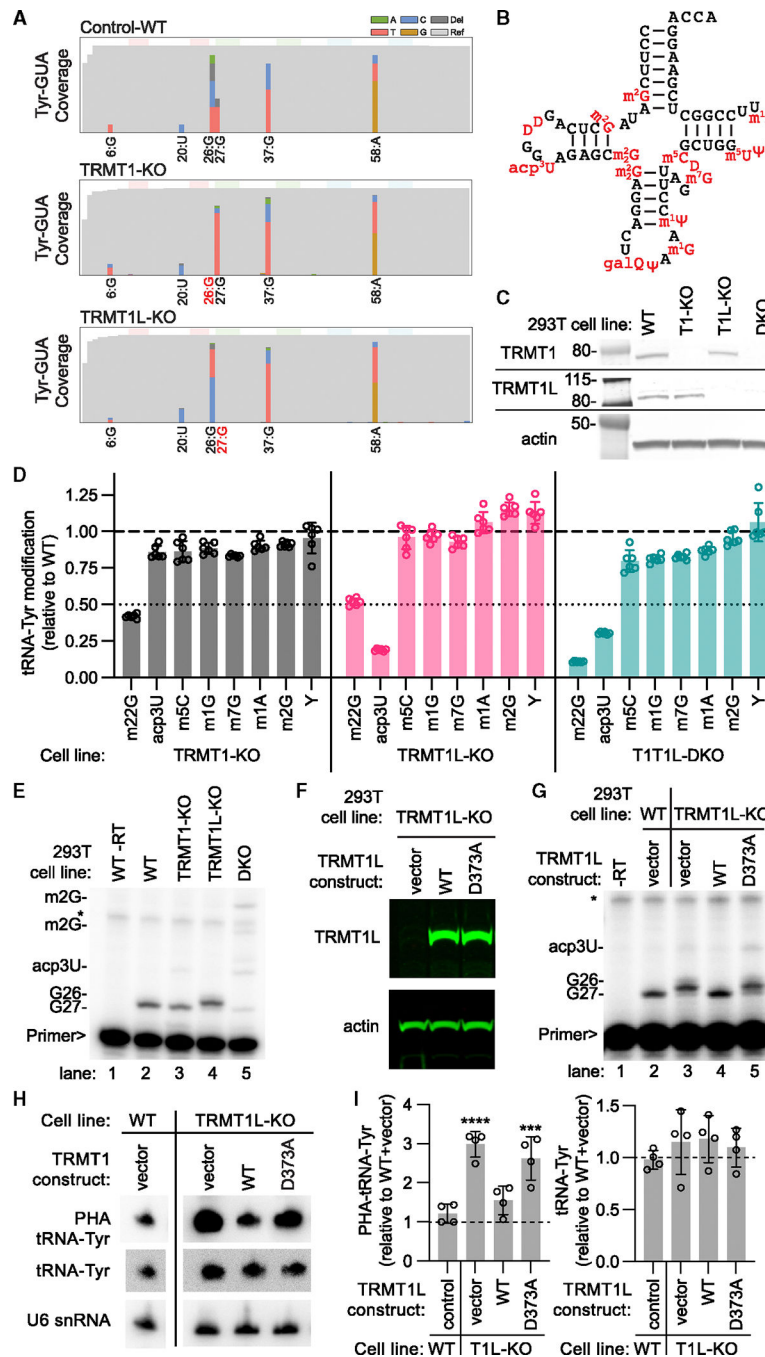 A
Control-WT
A C Del
T G Ref
Tyr-GUA
Coverage
6:G
20:U
26:G
27:G
37:G
58:A
TRMT1-KO
Tyr-GUA
Coverage
6:G
20:U
26:G
27:G
37:G
58:A
TRMT1L-KO
Tyr-GUA
Coverage
6:G
20:U
26:G
27:G
37:G
58:A
B
C
293T cell line:
WT
T1-KO
T1L-KO
DKO
TRMT1
80-
TRMT1L
115-
80-
50-
actin
D
tRNA-Tyr modification
(relative to WT)
1.25
1.00
0.75
0.50
0.25
0.00
m22G acp3U m5C m1G m7G m1A m2G Y
m22G acp3U m5C m1G m7G m1A m2G Y
m22G acp3U m5C m1G m7G m1A m2G Y
Cell line: TRMT1-KO TRMT1L-KO T1T1L-DKO
E
293T
cell line:
WT -RT
WT
TRMT1-KO
TRMT1L-KO
DKO
m2G-
*
m2G-
acp3U-
G26-
G27-
Primer>
lane: 1 2 3 4 5
F
293T
cell line:
TRMT1L-KO
TRMT1L
construct:
vector
WT
D373A
TRMT1L
actin
G
293T
cell line:
WT TRMT1L-KO
TRMT1L
construct:
-RT
vector
vector
WT
D373A
*
acp3U-
G26-
G27-
Primer>
lane: 1 2 3 4 5
H
Cell line: WT TRMT1L-KO
TRMT1
construct:
vector
vector
WT
D373A
PHA
tRNA-Tyr
tRNA-Tyr
U6 snRNA
I
PHA-tRNA-Tyr
(relative to WT+vector)
4
3
2
1
0
****
***
TRMT1L
construct:
control
vector
WT
D373A
Cell line: WT T1L-KO
tRNA-Tyr
(relative to WT+vector)
1.5
1.0
0.5
0.0
control
vector
WT
D373A
WT T1L-KO